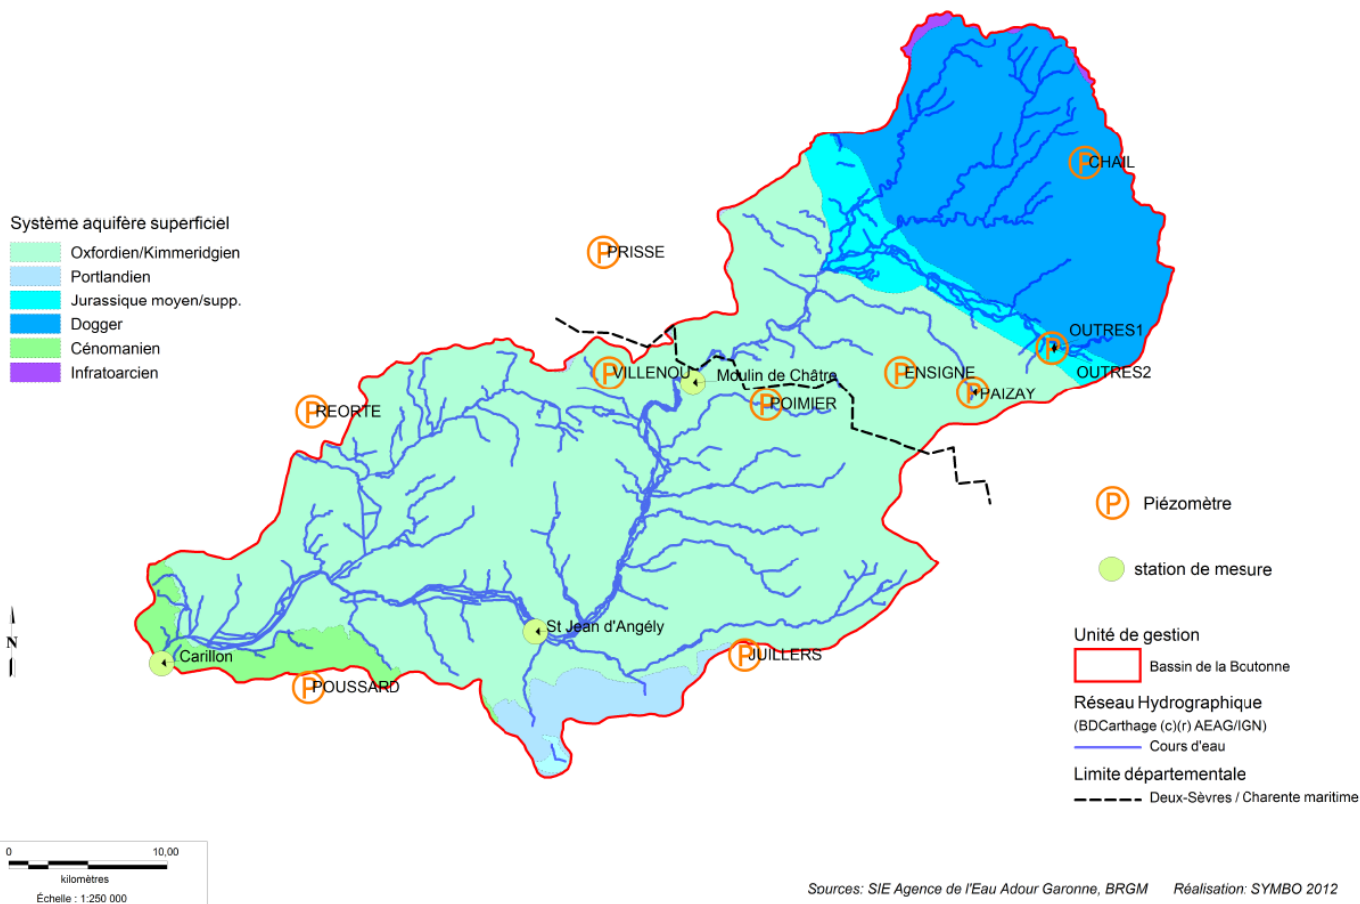 CHAIL
Système aquifère superficiel
Oxfordien/Kimmeridgien
PRISSE
Portlandien
Jurassique moyen/supp.
Dogger
OUTRES1
Cénomanien
Infratoarcien
VILLENOU
Moulin de Châtre
ENSIGNE
OUTRES2
PAIZAY
POIMIER
REORTE
P Piézomètre
station de mesure
N
St Jean d'Angély
Unité de gestion
Carillon
JUILLERS
Bassin de la Boutonne
POUSSARD
Réseau Hydrographique
(BDCarthage (c)(r) AEAG/IGN)
Cours d'eau
Limite départementale
Deux-Sèvres / Charente maritime
0 10,00
kilomètres
Échelle : 1:250 000
Sources: SIE Agence de l'Eau Adour Garonne, BRGM Réalisation: SYMBO 2012